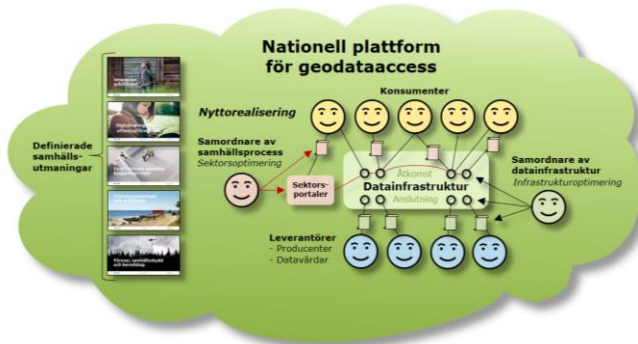 Nationell plattform
för geodataaccess
Konsumenter
Nyttorealisering
Definierade
samhälls-
utmaningar
Samordnare av
samhällsprocess
Sektorsoptimering
Sektors-
portaler
Åtkomst
Datainfrastruktur
Anslutning
Samordnare av
datainfrastruktur
Infrastrukturoptimering
Leverantörer
- Producenter
- Datavärdar